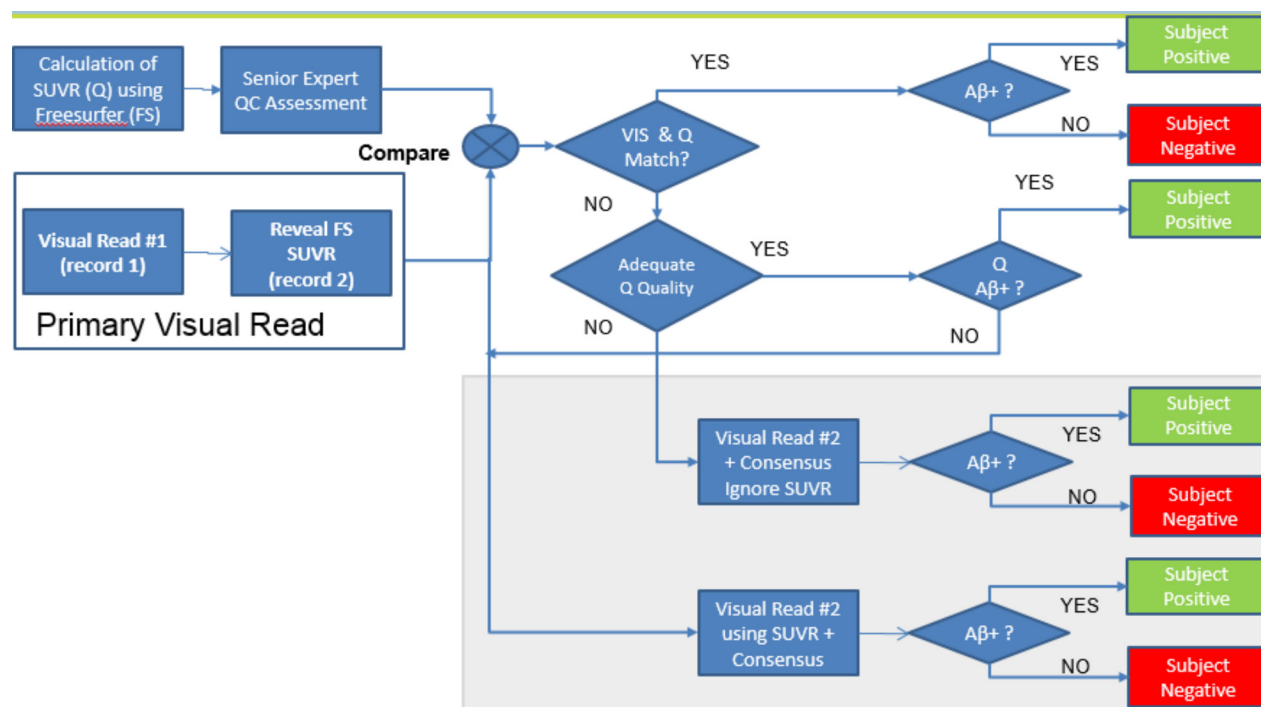 Calculation of
SUVR (Q) using
Freesurfer (FS)
Senior Expert
QC Assessment
Compare
VIS & Q
Match?
YES
Aβ+ ?
YES
Subject
Positive
NO
Subject
Negative
Visual Read #1
(record 1)
Reveal FS
SUVR
(record 2)
Primary Visual Read
NO
Adequate
Q Quality
YES
Q
Aβ+ ?
YES
Subject
Positive
NO
NO
Visual Read #2
+ Consensus
Ignore SUVR
Aβ+ ?
YES
Subject
Positive
NO
Subject
Negative
Visual Read #2
using SUVR +
Consensus
Aβ+ ?
YES
Subject
Positive
NO
Subject
Negative